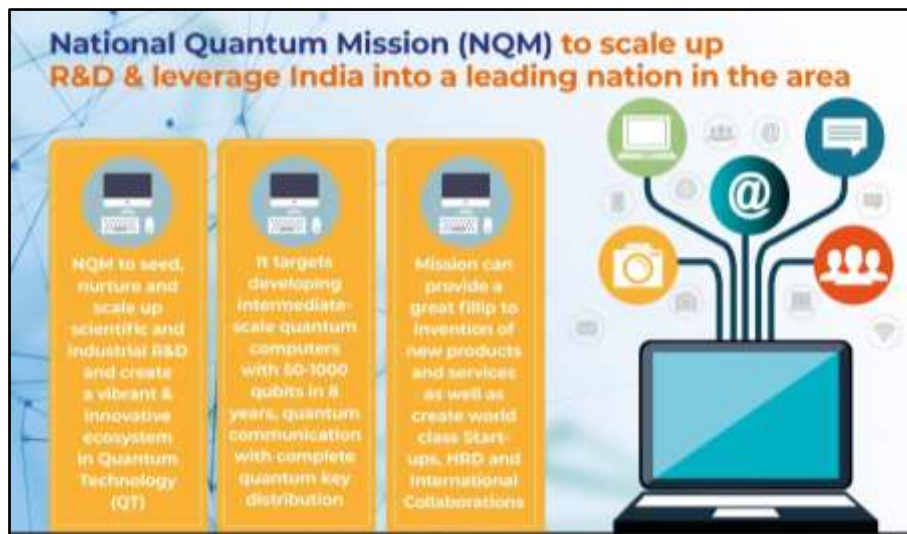 National Quantum Mission (NQM) to scale up
R&D & leverage India into a leading nation in the area
NQM to seed,
nurture and
scale up
scientific and
industrial R&D
and create
a vibrant &
innovative
ecosystem
in Quantum
Technology
(QT)
It targets
developing
intermediate-
scale quantum
computers
with 50-1000
qubits in 8
years, quantum
communication
with complete
quantum key
distribution
Mission can
provide a
great fillip to
invention of
new products
and services
as well as
create world
class Start-
ups, HRD and
International
Collaborations
@
@